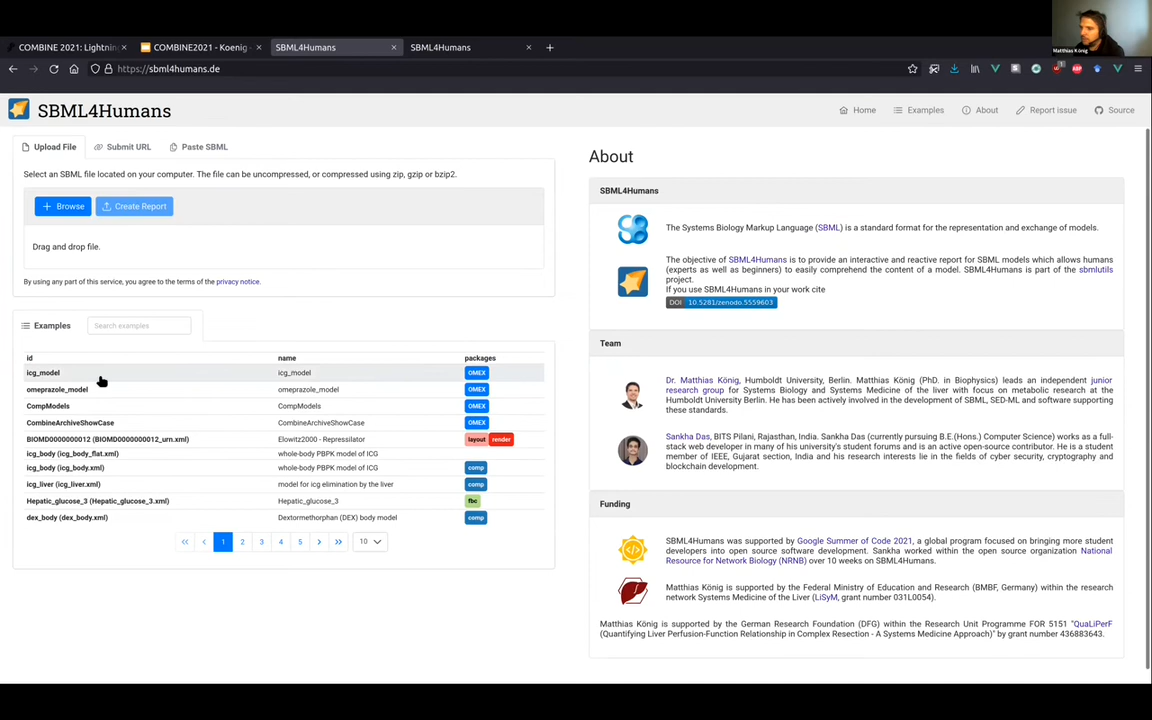 COMBINE 2021: Lightnin
COMBINE2021 - Koenig -
SBML4Humans
SBML4Humans
Matthias König
https://sbml4humans.de
SBML4Humans
Home
Examples
About
Report issue
Source
Upload File
Submit URL
Paste SBML
Select an SBML file located on your computer. The file can be uncompressed, or compressed using zip, gzip or bzip2.
+ Browse
Create Report
Drag and drop file.
By using any part of this service, you agree to the terms of the privacy notice.
Examples
Search examples
id name packages
icg_model icg_model OMEX
omeprazole_model omeprazole_model OMEX
CompModels CompModels OMEX
CombineArchiveShowCase CombineArchiveShowCase OMEX
BIOMD0000000012 (BIOMD0000000012_urn.xml) Elowitz2000 - Repressilator layout render
icg_body (icg_body_flat.xml) whole-body PBPK model of ICG
icg_body (icg_body.xml) whole-body PBPK model of ICG comp
icg_liver (icg_liver.xml) model for icg elimination by the liver comp
Hepatic_glucose_3 (Hepatic_glucose_3.xml) Hepatic_glucose_3 fbc
dex_body (dex_body.xml) Dextormethorphan (DEX) body model comp
1 2 3 4 5 10
About
SBML4Humans
The Systems Biology Markup Language (SBML) is a standard format for the representation and exchange of models.
The objective of SBML4Humans is to provide an interactive and reactive report for SBML models which allows humans
(experts as well as beginners) to easily comprehend the content of a model. SBML4Humans is part of the sbmlutils
project.
If you use SBML4Humans in your work cite
DOI 10.5281/zenodo.5559603
Team
Dr. Matthias König, Humboldt University, Berlin. Matthias König (PhD. in Biophysics) leads an independent junior
research group for Systems Biology and Systems Medicine of the liver with focus on metabolic research at the
Humboldt University Berlin. He has been actively involved in the development of SBML, SED-ML and software supporting
these standards.
Sankha Das, BITS Pilani, Rajasthan, India. Sankha Das (currently pursuing B.E.(Hons.) Computer Science) works as a full-
stack web developer in many of his university's student forums and is an active open-source contributor. He is a student
member of IEEE, Gujarat section, India and his research interests lie in the fields of cyber security, cryptography and
blockchain development.
Funding
SBML4Humans was supported by Google Summer of Code 2021, a global program focused on bringing more student
developers into open source software development. Sankha worked within the open source organization National
Resource for Network Biology (NRNB) over 10 weeks on SBML4Humans.
Matthias König is supported by the Federal Ministry of Education and Research (BMBF, Germany) within the research
network Systems Medicine of the Liver (LiSyM, grant number 031L0054).
Matthias König is supported by the German Research Foundation (DFG) within the Research Unit Programme FOR 5151 "QuaLiPerF
(Quantifying Liver Perfusion-Function Relationship in Complex Resection - A Systems Medicine Approach)" by grant number 436883643.